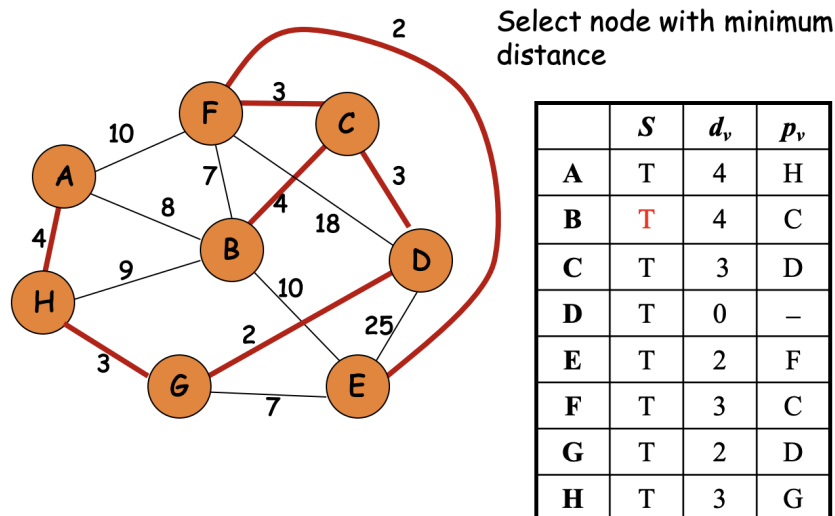 2
Select node with minimum
distance
3
F
C
10
A
7
3
8
4
18
4
B
D
9
H
10
2
25
3
G
E
7
S dv pv
A T 4 H
B T 4 C
C T 3 D
D T 0 –
E T 2 F
F T 3 C
G T 2 D
H T 3 G